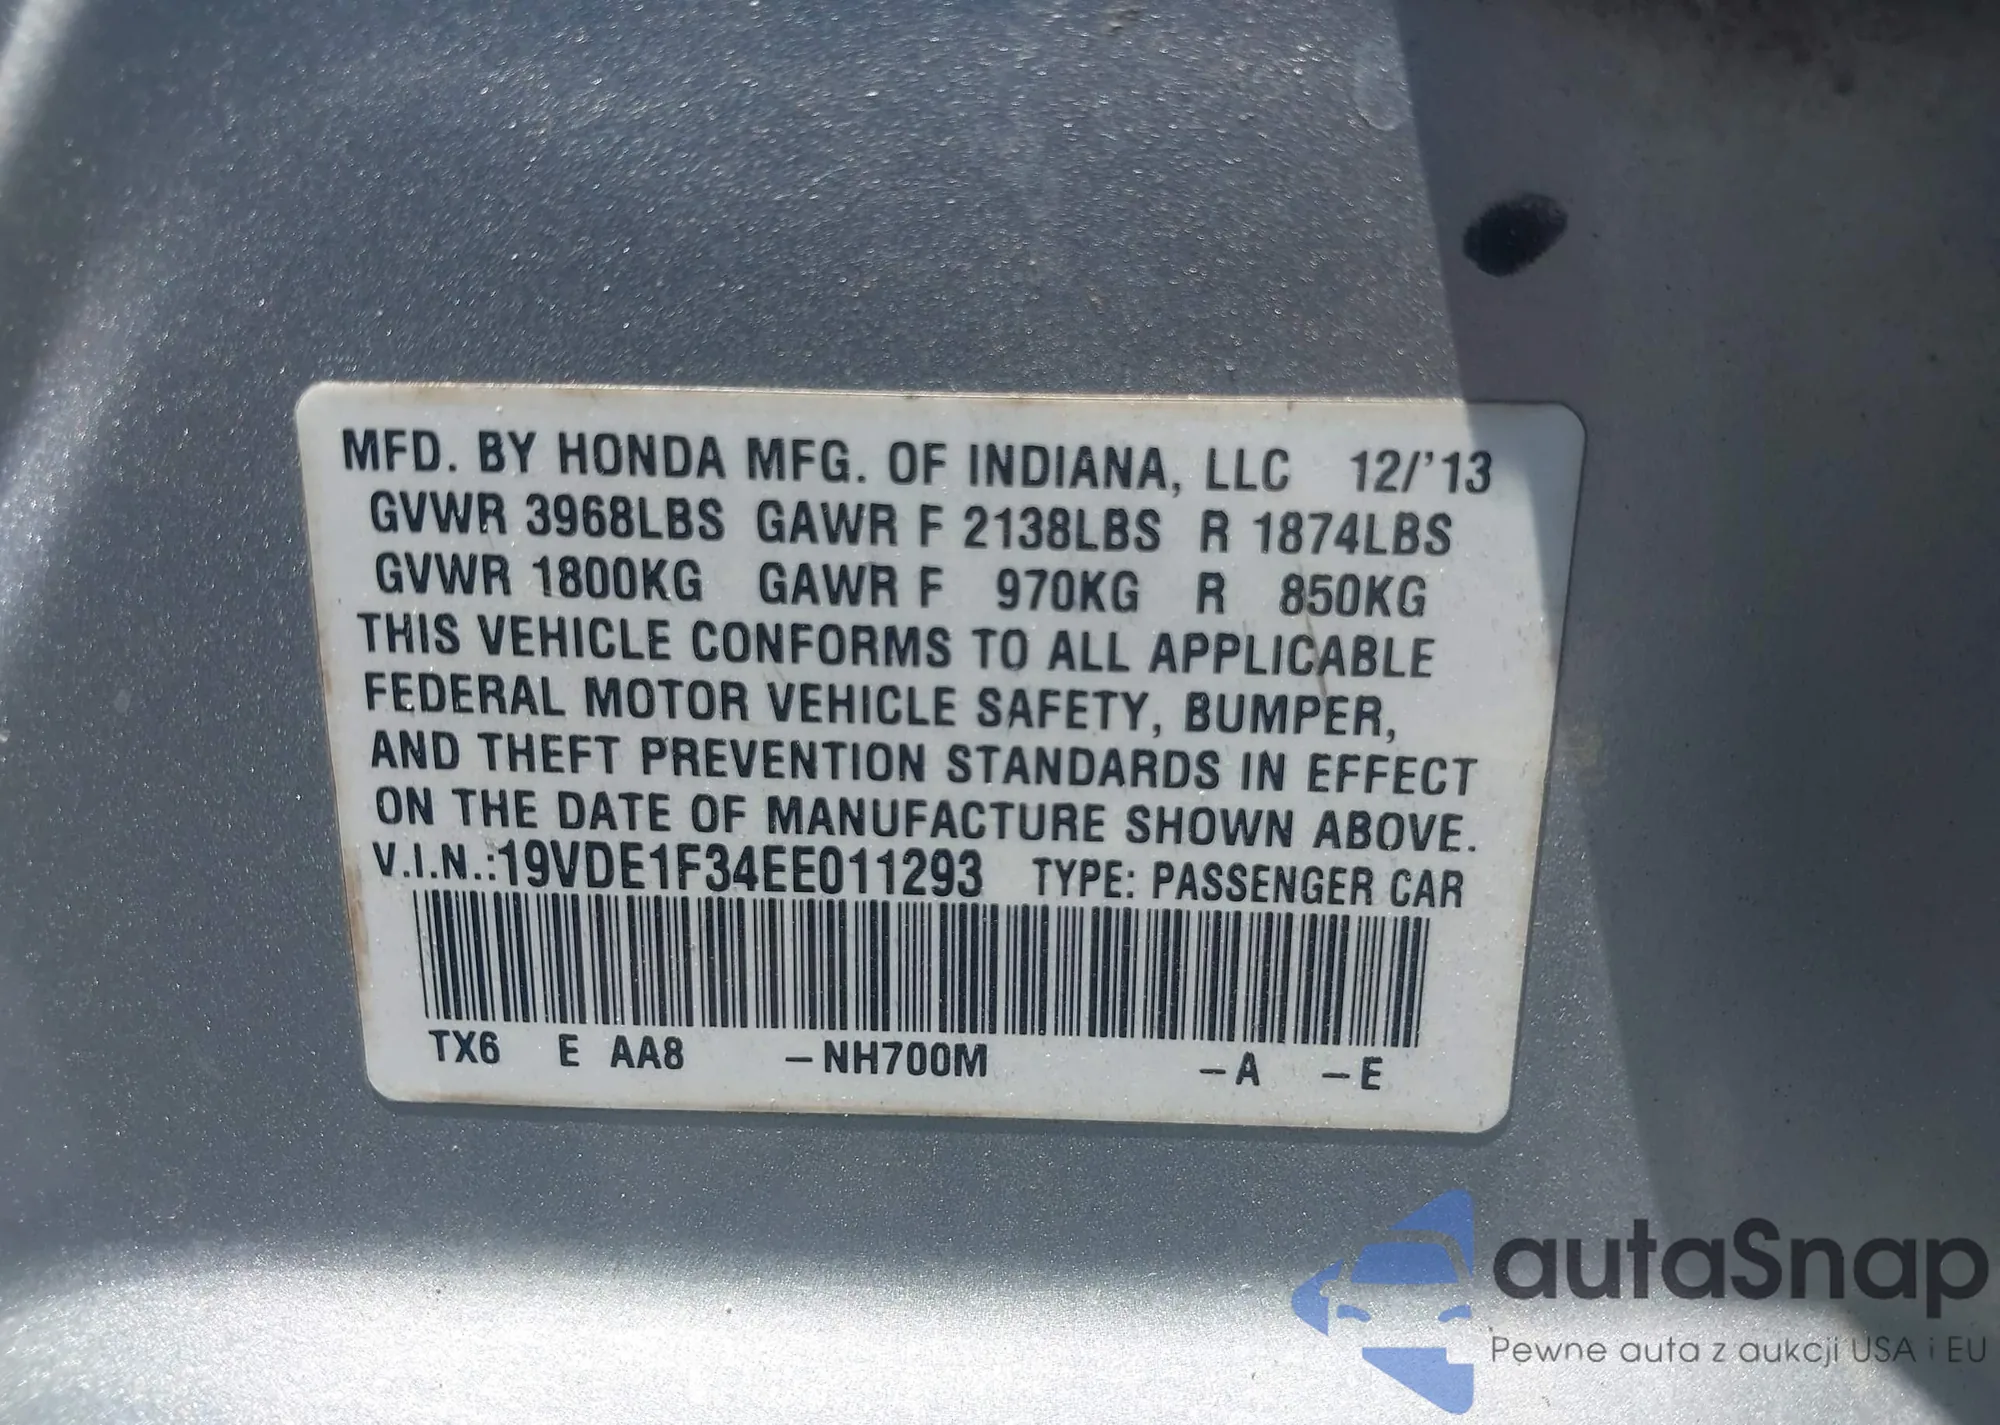 MFD. BY HONDA MFG. OF INDIANA, LLC 12/'13
GVWR 3968LBS GAWR F 2138LBS R 1874LBS
GVWR 1800KG GAWR F 970KG R 850KG
THIS VEHICLE CONFORMS TO ALL APPLICABLE
FEDERAL MOTOR VEHICLE SAFETY, BUMPER,
AND THEFT PREVENTION STANDARDS IN EFFECT
ON THE DATE OF MANUFACTURE SHOWN ABOVE.
V.I.N.:19VDE1F34EE011293 TYPE: PASSENGER CAR
TX6 E AA8 -NH700M -A -E
autaSnap
Pewne auta z aukcji USA i EU